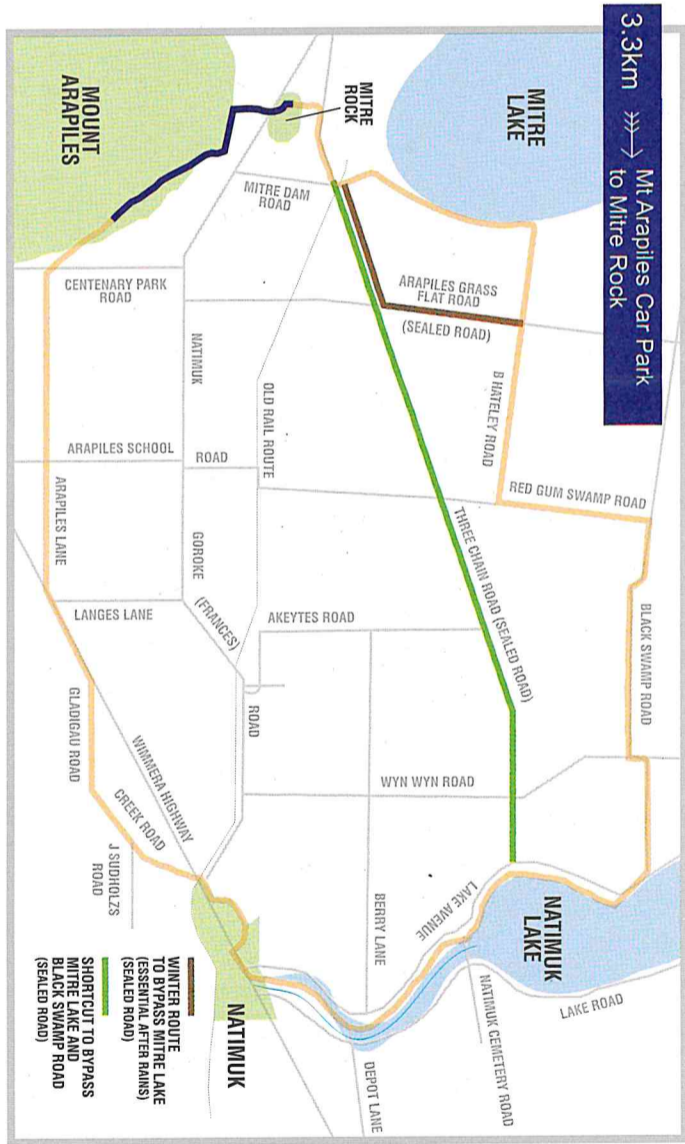 3.3km Mt Arapiles Car Park
to Mitre Rock
MITRE
LAKE
MITRE
ROCK
MOUNT
ARAPILES
MITRE DAM
ROAD
ARAPILES GRASS
FLAT ROAD
(SEALED ROAD)
CENTENARY PARK
ROAD
NATIMUK
OLD RAIL ROUTE
B HATELEY ROAD
RED GUM SWAMP ROAD
ARAPILES SCHOOL
ROAD
ARAPILES LANE
GOROKE
(FRANCES)
ROAD
THREE CHAIN ROAD (SEALED ROAD)
BLACK SWAMP ROAD
LANGES LANE
AKEYTES ROAD
GLADIGAU ROAD
WIMMERA HIGHWAY
WYN WYN ROAD
CREEK ROAD
J SUDHOLZS
ROAD
BERRY LANE
LAKE AVENUE
NATIMUK
LAKE
LAKE ROAD
NATIMUK CEMETERY ROAD
DEPOT LANE
NATIMUK
WINTER ROUTE
TO BYPASS MITRE LAKE
(ESSENTIAL AFTER RAINS)
(SEALED ROAD)
SHORTCUT TO BYPASS
MITRE LAKE AND
BLACK SWAMP ROAD
(SEALED ROAD)